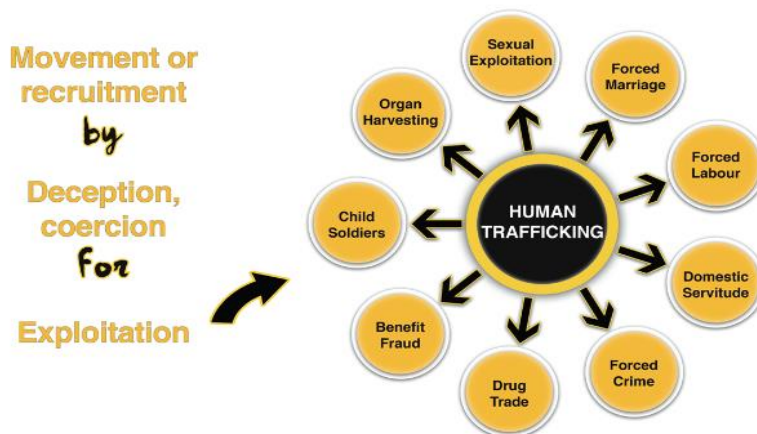 Movement or
recruitment
by
Deception,
coercion
for
Exploitation
HUMAN
TRAFFICKING
Sexual
Exploitation
Forced
Marriage
Forced
Labour
Domestic
Servitude
Forced
Crime
Drug
Trade
Benefit
Fraud
Child
Soldiers
Organ
Harvesting